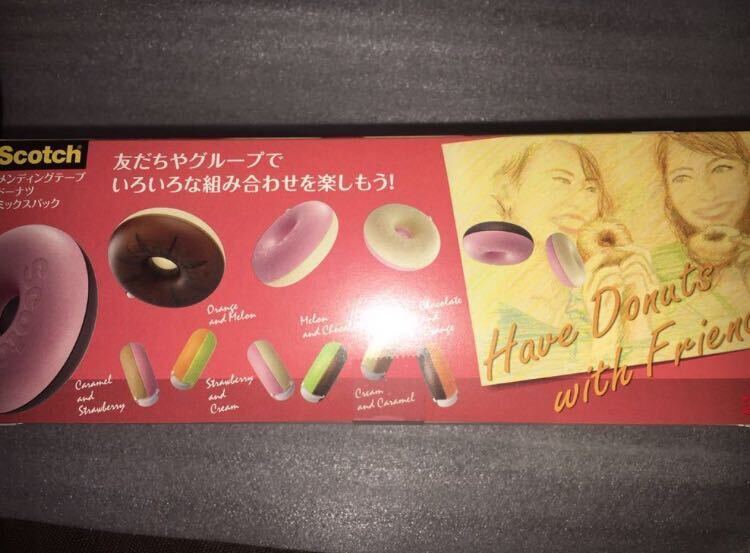 Scotch
メンディングテープ
ドーナツ
ミックスパック
友だちやグループで
いろいろな組み合わせを楽しもう!
Orange
and Melon
Melon
and
Chocolate
and
Caramel
and
Strawberry
Strawberry
and
Cream
Cream
and Caramel
Have Donuts
with